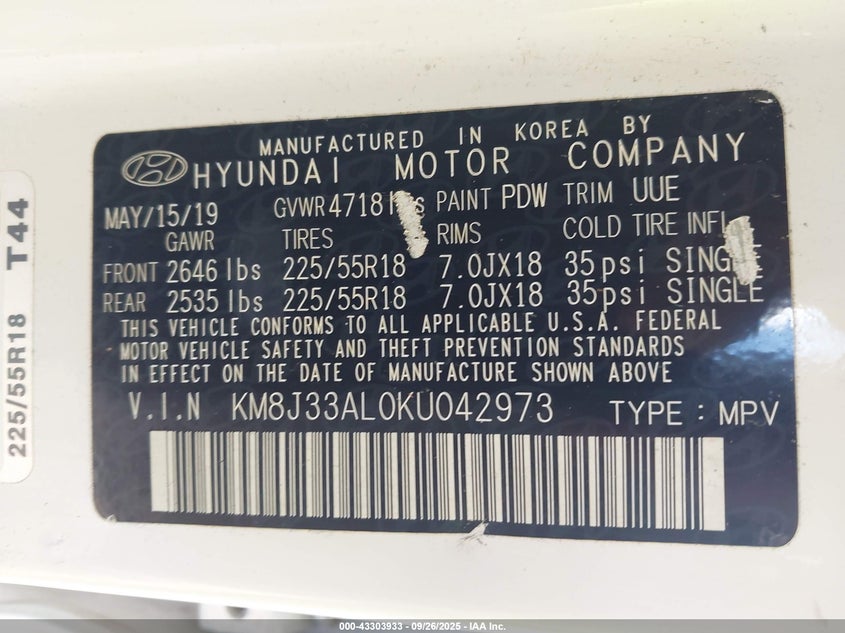 MANUFACTURED IN KOREA BY
HYUNDAI MOTOR COMPANY
MAY/15/19 GVWR 4718 lbs PAINT PDW TRIM UUE
GAWR TIRES RIMS COLD TIRE INFL
FRONT 2646 lbs 225/55R18 7.0JX18 35psi SINGLE
REAR 2535 lbs 225/55R18 7.0JX18 35psi SINGLE
THIS VEHICLE CONFORMS TO ALL APPLICABLE U.S.A. FEDERAL
MOTOR VEHICLE SAFETY AND THEFT PREVENTION STANDARDS
IN EFFECT ON THE DATE OF MANUFACTURE SHOWN ABOVE
V.I.N KM8J33AL0KU042973 TYPE : MPV
225/55R18 T44
000-43303933 - 09/26/2025 - IAA Inc.